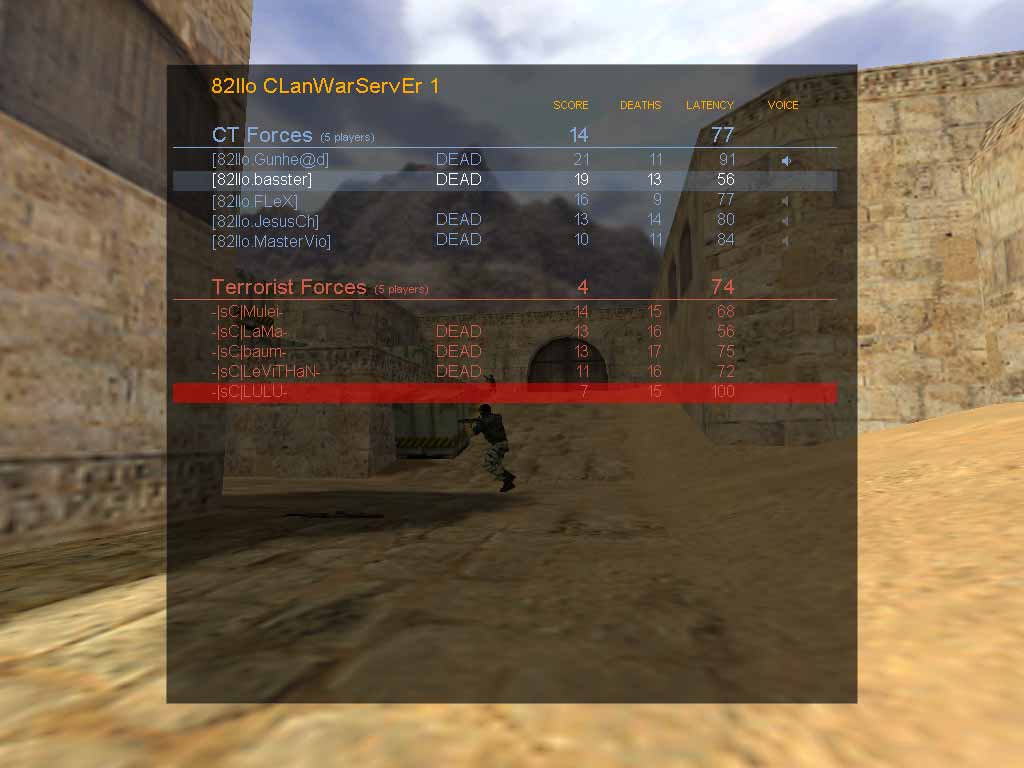 82llo CLanWarServEr 1
SCORE DEATHS LATENCY VOICE
CT Forces (5 players) 14 77
[82llo.Gunhe@d] DEAD 21 11 91
[82llo.basster] DEAD 19 13 56
[82llo.FLeX] 16 9 77
[82llo.JesusCh] DEAD 13 14 80
[82llo.MasterVio] DEAD 10 11 84
Terrorist Forces (5 players) 4 74
-|sC|Mulei- 14 15 68
-|sC|LaMa- DEAD 13 16 56
-|sC|baum- DEAD 13 17 75
-|sC|LeViTHaN- DEAD 11 16 72
-|sC|LULU- 7 15 100